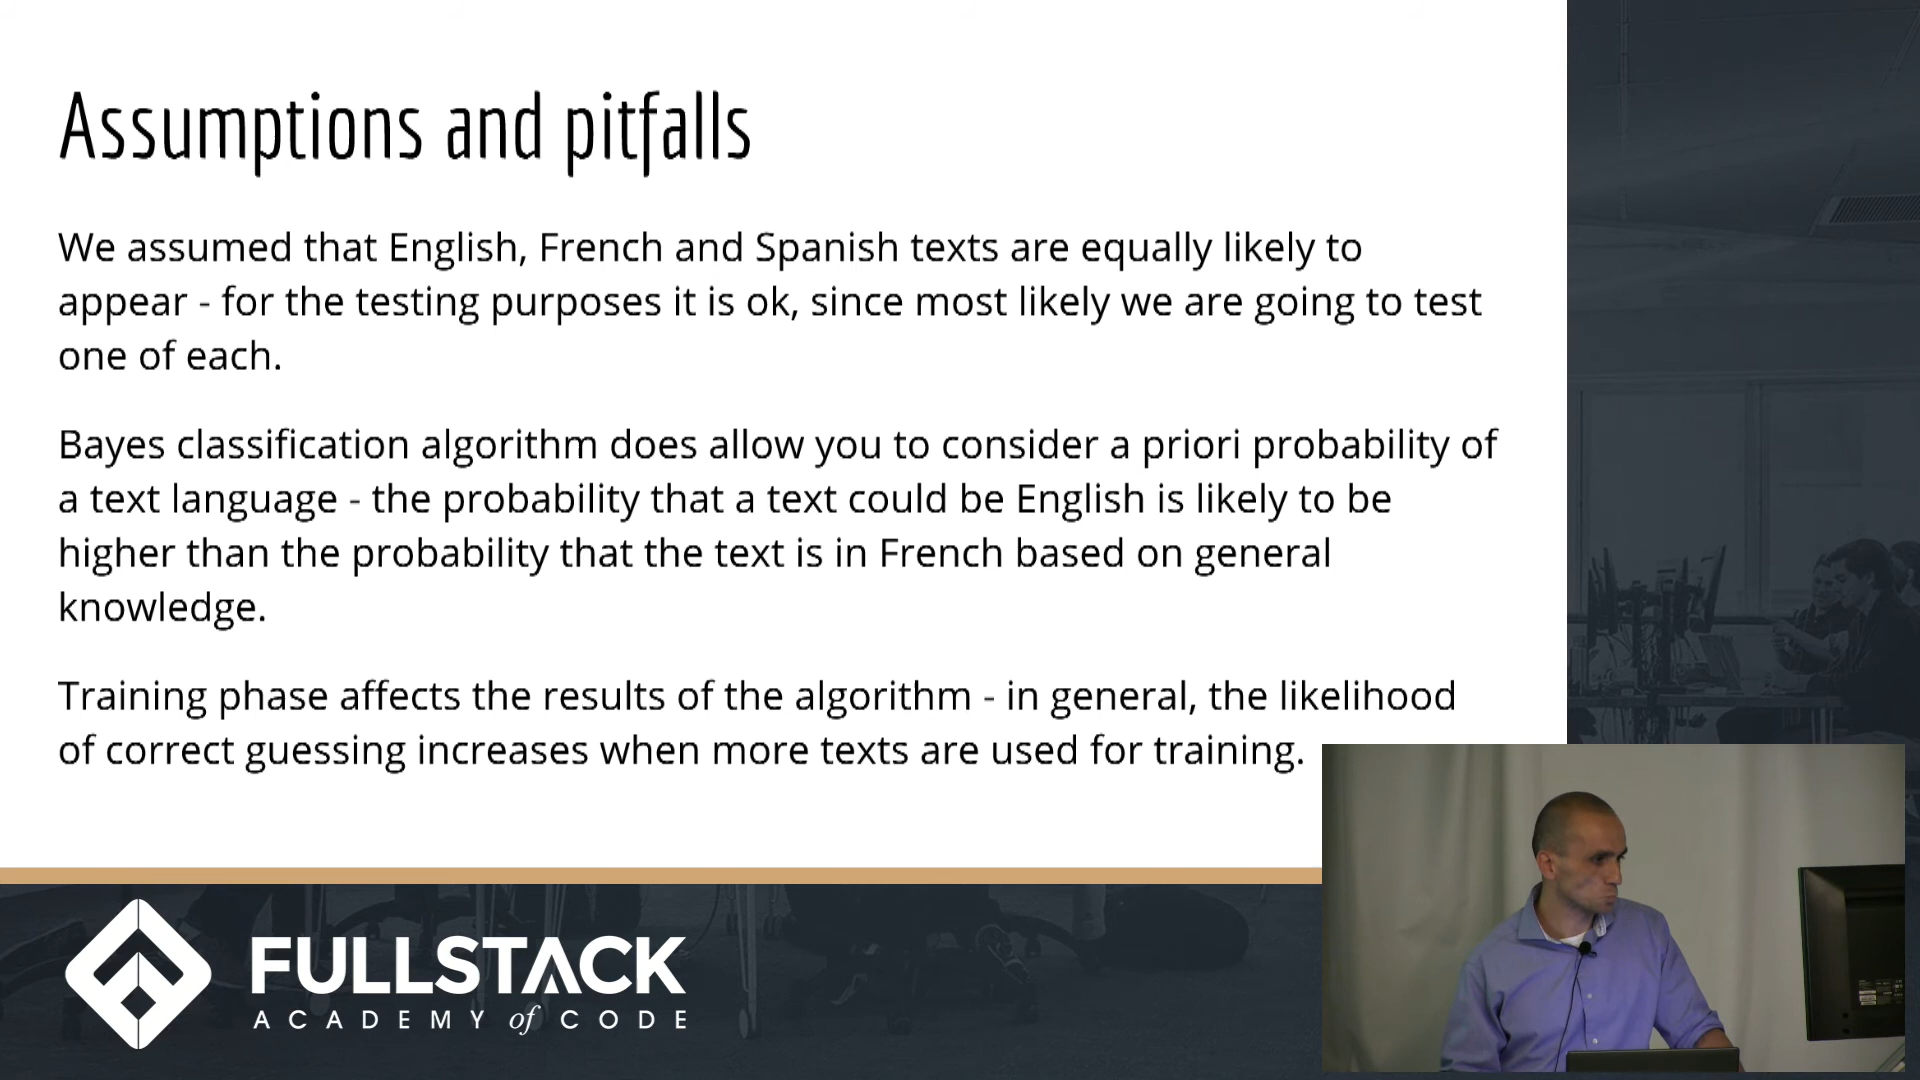 Assumptions and pitfalls
We assumed that English, French and Spanish texts are equally likely to
appear - for the testing purposes it is ok, since most likely we are going to test
one of each.
Bayes classification algorithm does allow you to consider a priori probability of
a text language - the probability that a text could be English is likely to be
higher than the probability that the text is in French based on general
knowledge.
Training phase affects the results of the algorithm - in general, the likelihood
of correct guessing increases when more texts are used for training.
FULLSTACK
ACADEMY of CODE